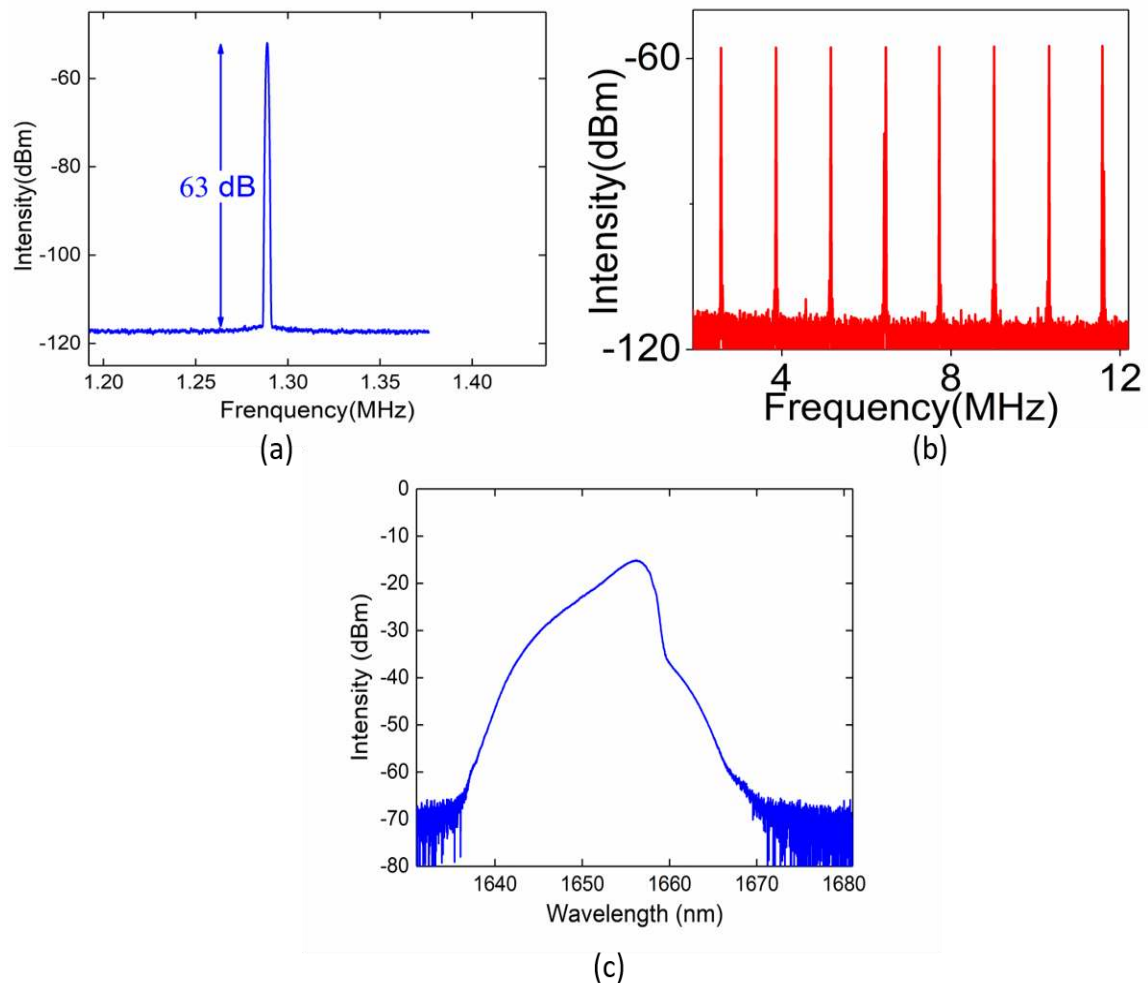 -60
-80
-100
-120
63 dB
Intensity(dBm)
1.20 1.25 1.30 1.35 1.40
Frenquency(MHz)
(a)
-60
-120
Intensity(dBm)
4 8 12
Frequency(MHz)
(b)
0
-10
-20
-30
-40
-50
-60
-70
-80
Intensity (dBm)
1640 1650 1660 1670 1680
Wavelength (nm)
(c)